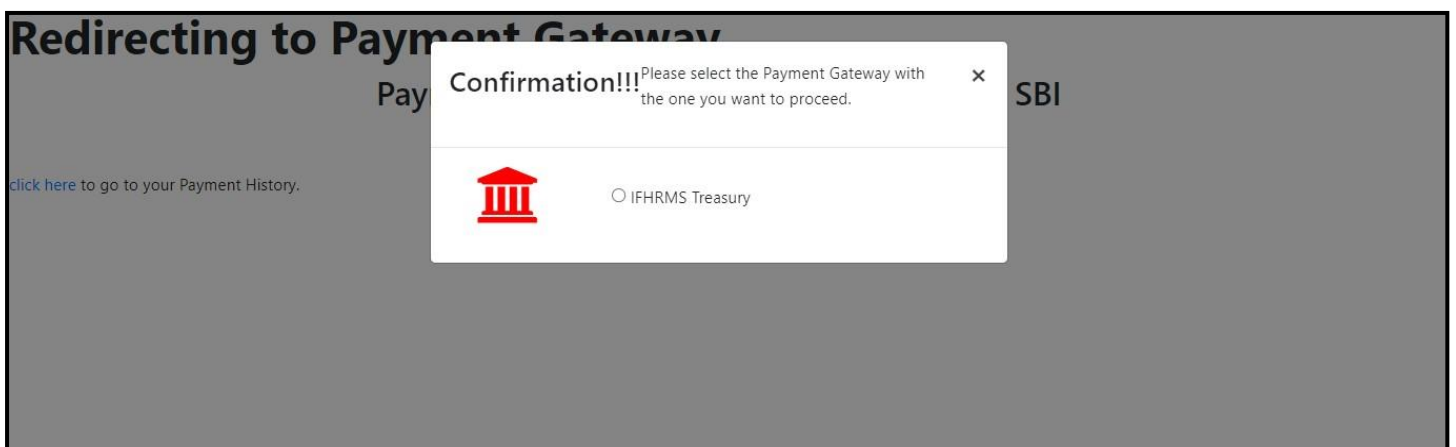 Redirecting to Payment Gateway
Confirmation!!!
Please select the Payment Gateway with
the one you want to proceed.
×
Pay
SBI
click here to go to your Payment History.
IFHRMS Treasury